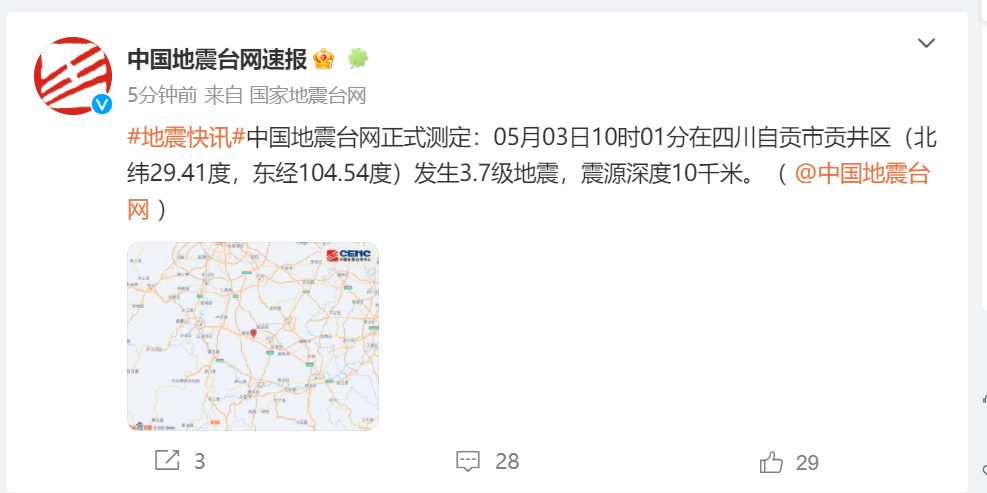 中国地震台网速报
5分钟前 来自 国家地震台网
#地震快讯#中国地震台网正式测定：05月03日10时01分在四川自贡市贡井区（北
纬29.41度，东经104.54度）发生3.7级地震，震源深度10千米。（ @中国地震台
网 ）
CENC
3
28
29